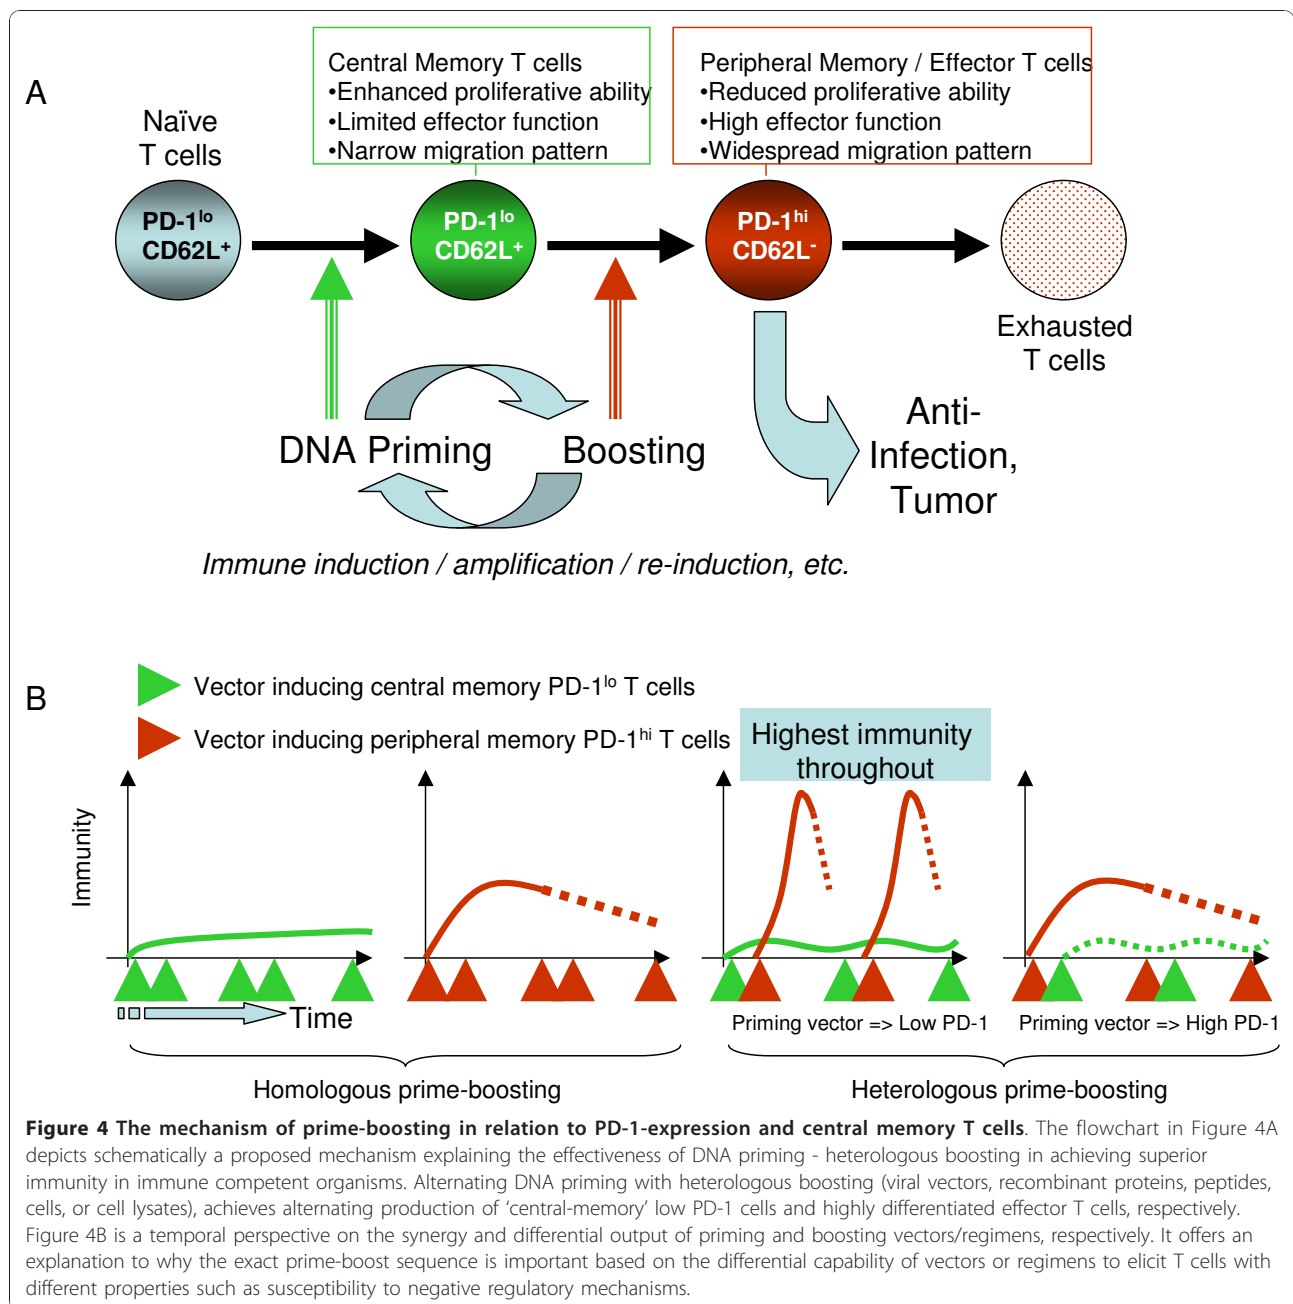 A
Naïve
T cells
Central Memory T cells
•Enhanced proliferative ability
•Limited effector function
•Narrow migration pattern
Peripheral Memory / Effector T cells
•Reduced proliferative ability
•High effector function
•Widespread migration pattern
PD-1lo
CD62L+
PD-1lo
CD62L+
PD-1hi
CD62L-
Exhausted
T cells
DNA Priming
Boosting
Anti-
Infection,
Tumor
Immune induction / amplification / re-induction, etc.
B
Vector inducing central memory PD-1lo T cells
Vector inducing peripheral memory PD-1hi T cells
Highest immunity
throughout
Immunity
Time
Priming vector => Low PD-1
Priming vector => High PD-1
Homologous prime-boosting
Heterologous prime-boosting
Figure 4 The mechanism of prime-boosting in relation to PD-1-expression and central memory T cells. The flowchart in Figure 4A
depicts schematically a proposed mechanism explaining the effectiveness of DNA priming - heterologous boosting in achieving superior
immunity in immune competent organisms. Alternating DNA priming with heterologous boosting (viral vectors, recombinant proteins, peptides,
cells, or cell lysates), achieves alternating production of ‘central-memory’ low PD-1 cells and highly differentiated effector T cells, respectively.
Figure 4B is a temporal perspective on the synergy and differential output of priming and boosting vectors/regimens, respectively. It offers an
explanation to why the exact prime-boost sequence is important based on the differential capability of vectors or regimens to elicit T cells with
different properties such as susceptibility to negative regulatory mechanisms.